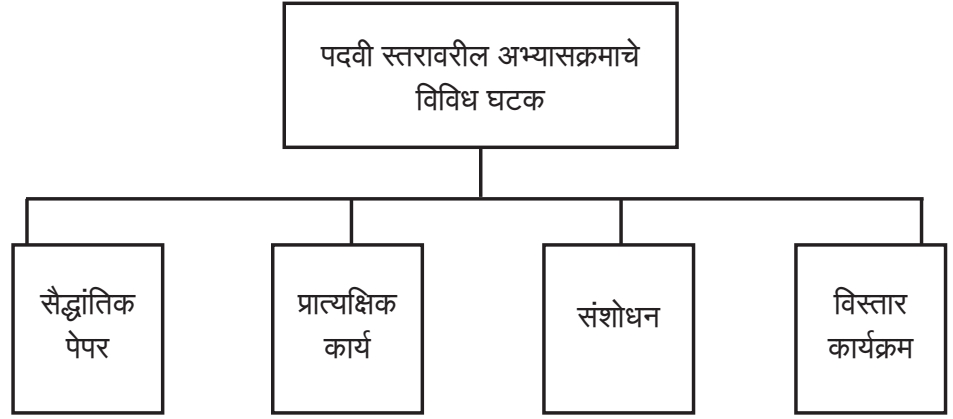 पदवी स्तरावरील अभ्यासक्रमाचे
विविध घटक
सैद्धांतिक
पेपर
प्रात्यक्षिक
कार्य
संशोधन
विस्तार
कार्यक्रम